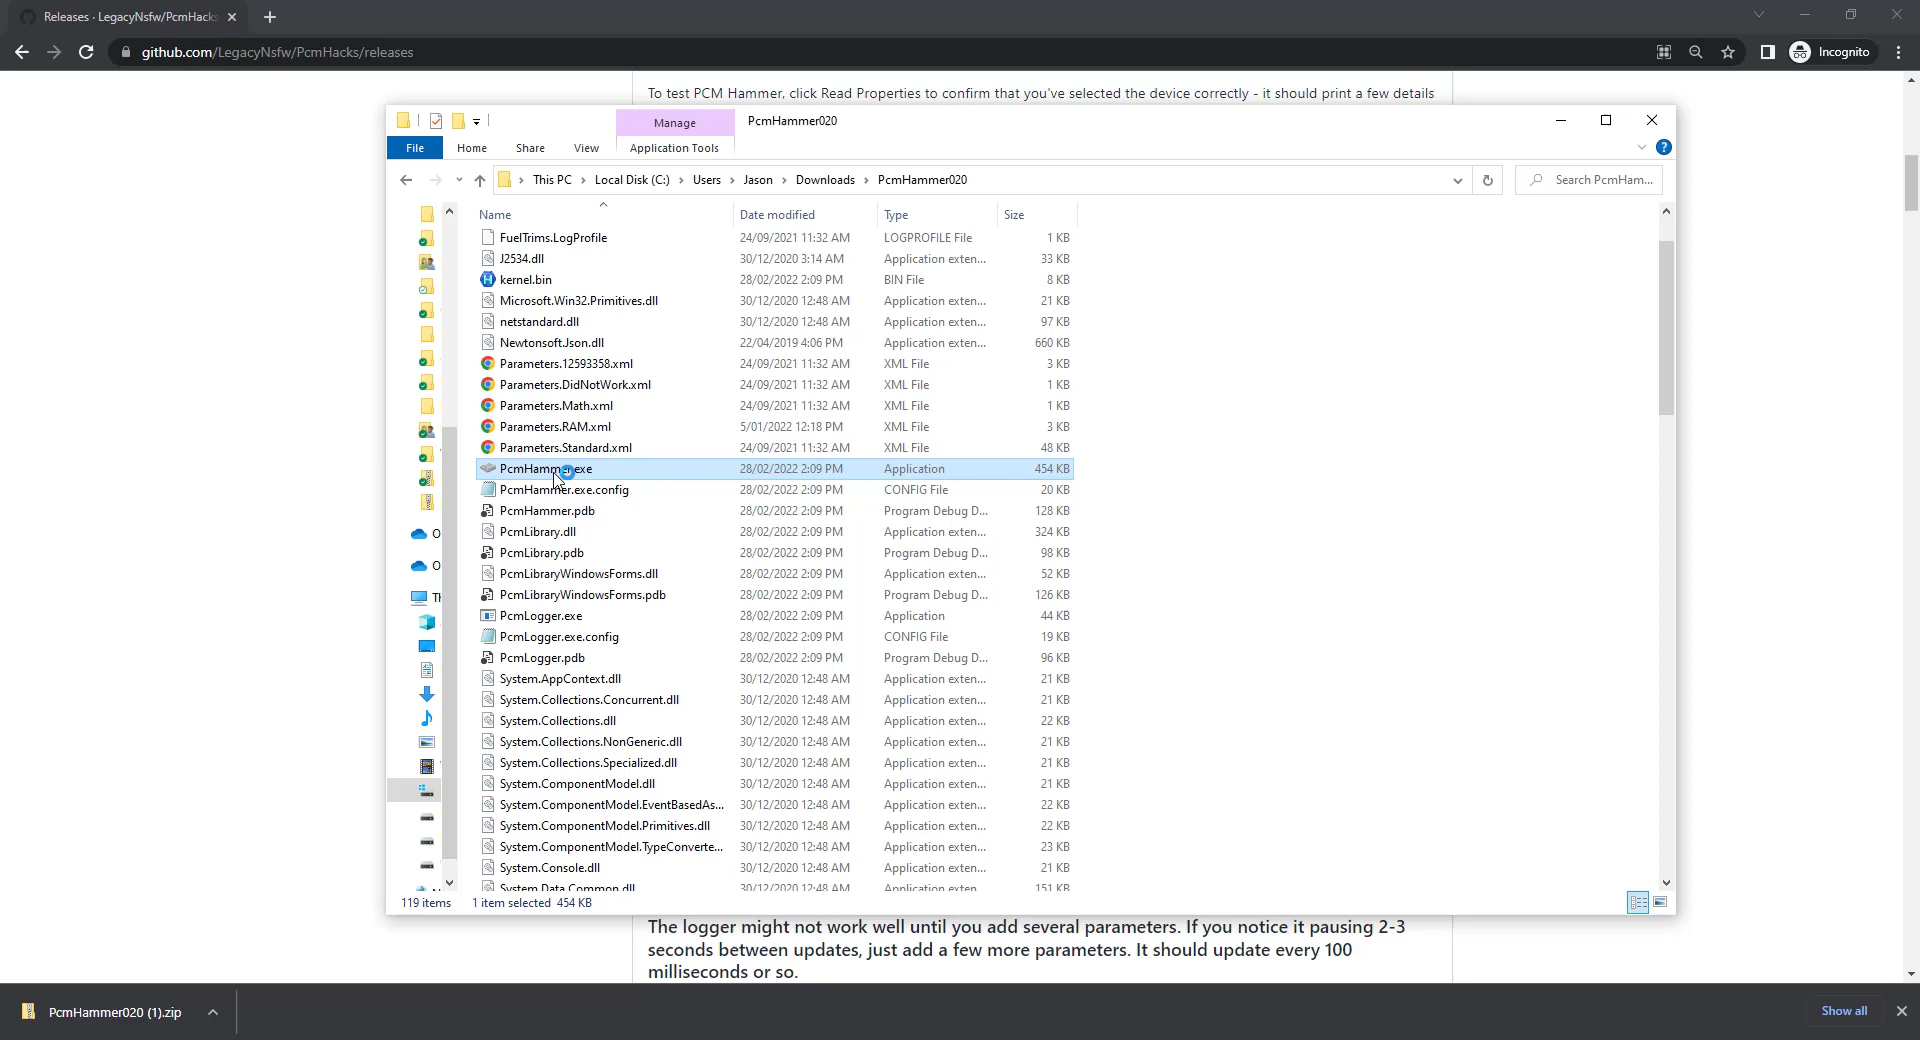 Releases · LegacyNsfw/PcmHacks
github.com/LegacyNsfw/PcmHacks/releases
Incognito
To test PCM Hammer, click Read Properties to confirm that you've selected the device correctly - it should print a few details
Manage
PcmHammer020
File
Home
Share
View
Application Tools
This PC > Local Disk (C:) > Users > Jason > Downloads > PcmHammer020
Search PcmHam...
Name Date modified Type Size
FuelTrims.LogProfile 24/09/2021 11:32 AM LOGPROFILE File 1 KB
J2534.dll 30/12/2020 3:14 AM Application exten... 33 KB
kernel.bin 28/02/2022 2:09 PM BIN File 8 KB
Microsoft.Win32.Primitives.dll 30/12/2020 12:48 AM Application exten... 21 KB
netstandard.dll 30/12/2020 12:48 AM Application exten... 97 KB
Newtonsoft.Json.dll 22/04/2019 4:06 PM Application exten... 660 KB
Parameters.12593358.xml 24/09/2021 11:32 AM XML File 3 KB
Parameters.DidNotWork.xml 24/09/2021 11:32 AM XML File 1 KB
Parameters.Math.xml 24/09/2021 11:32 AM XML File 1 KB
Parameters.RAM.xml 5/01/2022 12:18 PM XML File 3 KB
Parameters.Standard.xml 24/09/2021 11:32 AM XML File 48 KB
PcmHammer.exe 28/02/2022 2:09 PM Application 454 KB
PcmHammer.exe.config 28/02/2022 2:09 PM CONFIG File 20 KB
PcmHammer.pdb 28/02/2022 2:09 PM Program Debug D... 128 KB
PcmLibrary.dll 28/02/2022 2:09 PM Application exten... 324 KB
PcmLibrary.pdb 28/02/2022 2:09 PM Program Debug D... 98 KB
PcmLibraryWindowsForms.dll 28/02/2022 2:09 PM Application exten... 52 KB
PcmLibraryWindowsForms.pdb 28/02/2022 2:09 PM Program Debug D... 126 KB
PcmLogger.exe 28/02/2022 2:09 PM Application 44 KB
PcmLogger.exe.config 28/02/2022 2:09 PM CONFIG File 19 KB
PcmLogger.pdb 28/02/2022 2:09 PM Program Debug D... 96 KB
System.AppContext.dll 30/12/2020 12:48 AM Application exten... 21 KB
System.Collections.Concurrent.dll 30/12/2020 12:48 AM Application exten... 21 KB
System.Collections.dll 30/12/2020 12:48 AM Application exten... 22 KB
System.Collections.NonGeneric.dll 30/12/2020 12:48 AM Application exten... 21 KB
System.Collections.Specialized.dll 30/12/2020 12:48 AM Application exten... 21 KB
System.ComponentModel.dll 30/12/2020 12:48 AM Application exten... 21 KB
System.ComponentModel.EventBasedAs... 30/12/2020 12:48 AM Application exten... 22 KB
System.ComponentModel.Primitives.dll 30/12/2020 12:48 AM Application exten... 22 KB
System.ComponentModel.TypeConverte... 30/12/2020 12:48 AM Application exten... 23 KB
System.Console.dll 30/12/2020 12:48 AM Application exten... 21 KB
System.Data.Common.dll 30/12/2020 12:48 AM Application exten... 151 KB
O
O
Th
119 items
1 item selected 454 KB
The logger might not work well until you add several parameters. If you notice it pausing 2-3
seconds between updates, just add a few more parameters. It should update every 100
milliseconds or so.
PcmHammer020 (1).zip
Show all